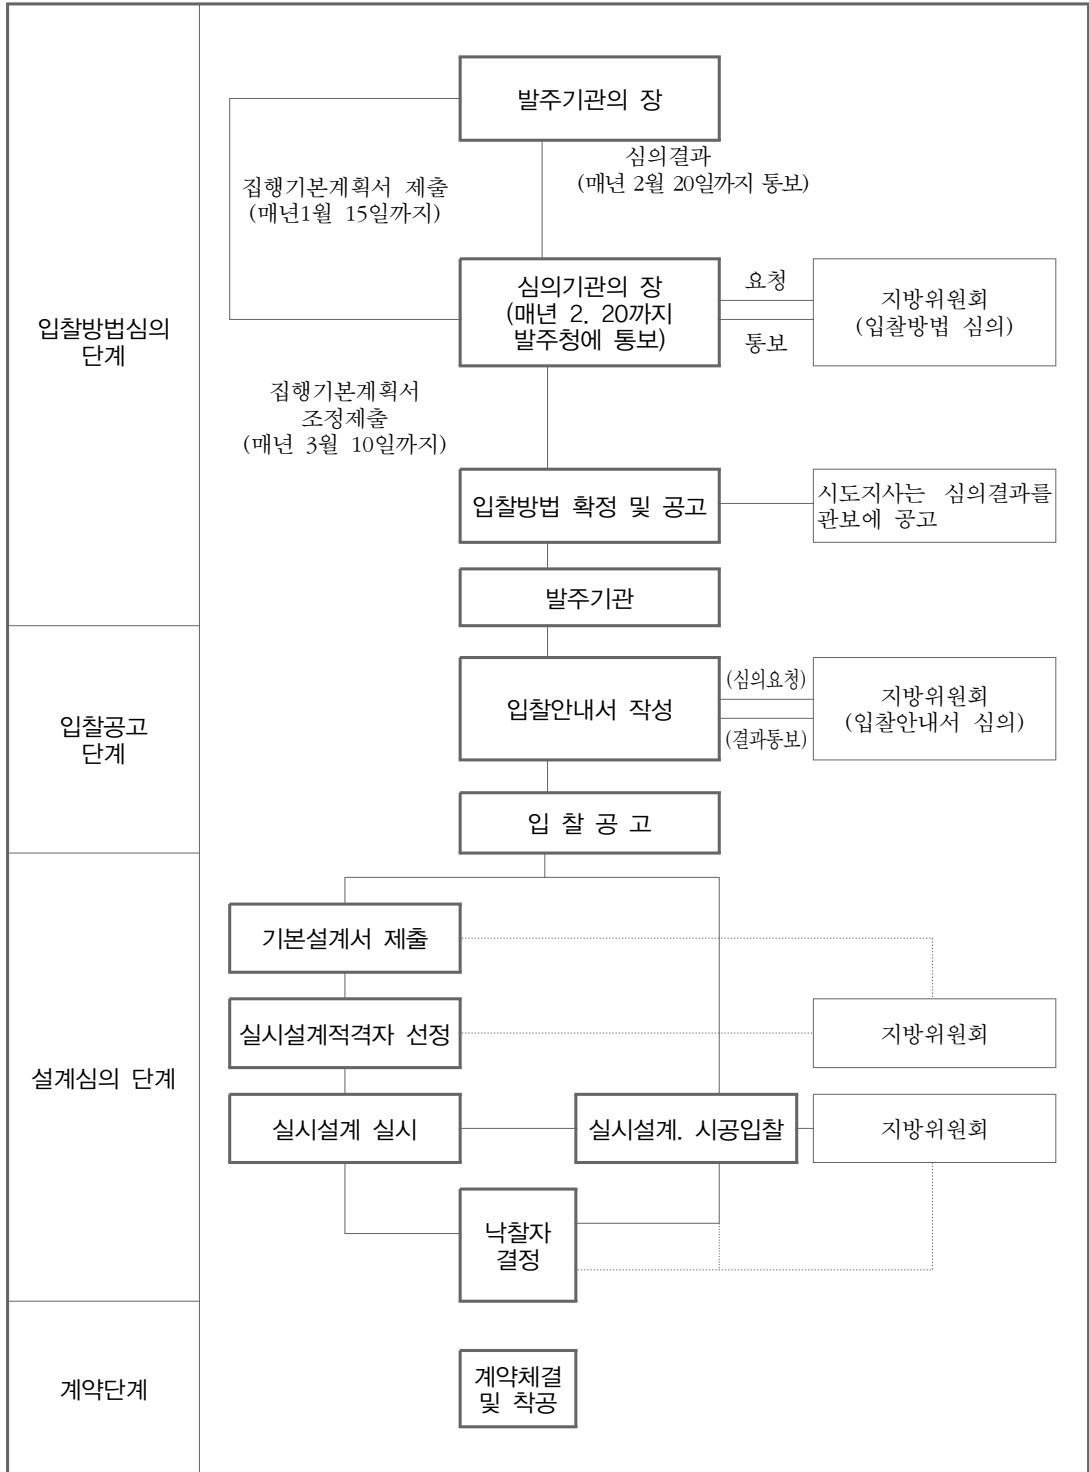 발주기관의 장
심의결과
(매년 2월 20일까지 통보)
집행기본계획서 제출
(매년1월 15일까지)
심의기관의 장
(매년 2. 20까지
발주청에 통보)
요청
통보
지방위원회
(입찰방법 심의)
입찰방법심의
단계
집행기본계획서
조정제출
(매년 3월 10일까지)
입찰방법 확정 및 공고
시도지사는 심의결과를
관보에 공고
발주기관
입찰공고
단계
입찰안내서 작성
(심의요청)
(결과통보)
지방위원회
(입찰안내서 심의)
입 찰 공 고
설계심의 단계
기본설계서 제출
실시설계적격자 선정
지방위원회
실시설계 실시
실시설계. 시공입찰
지방위원회
낙찰자
결정
계약단계
계약체결
및 착공